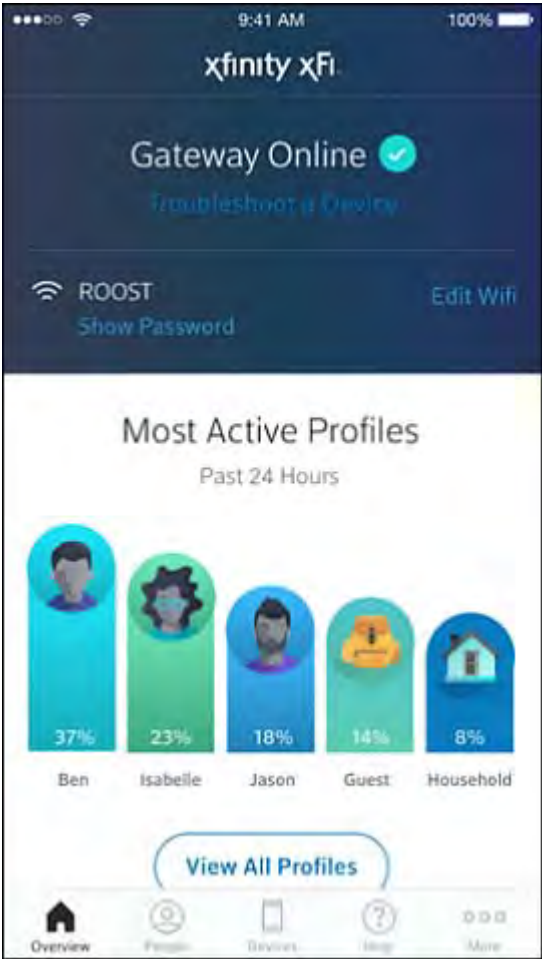 9:41 AM 100%
xfinity xFi
Gateway Online
Troubleshoot a Device
ROOST Edit Wifi
Show Password
Most Active Profiles
Past 24 Hours
37% 23% 18% 14% 8%
Ben Isabelle Jason Guest Household
View All Profiles
Overview People Devices Help More